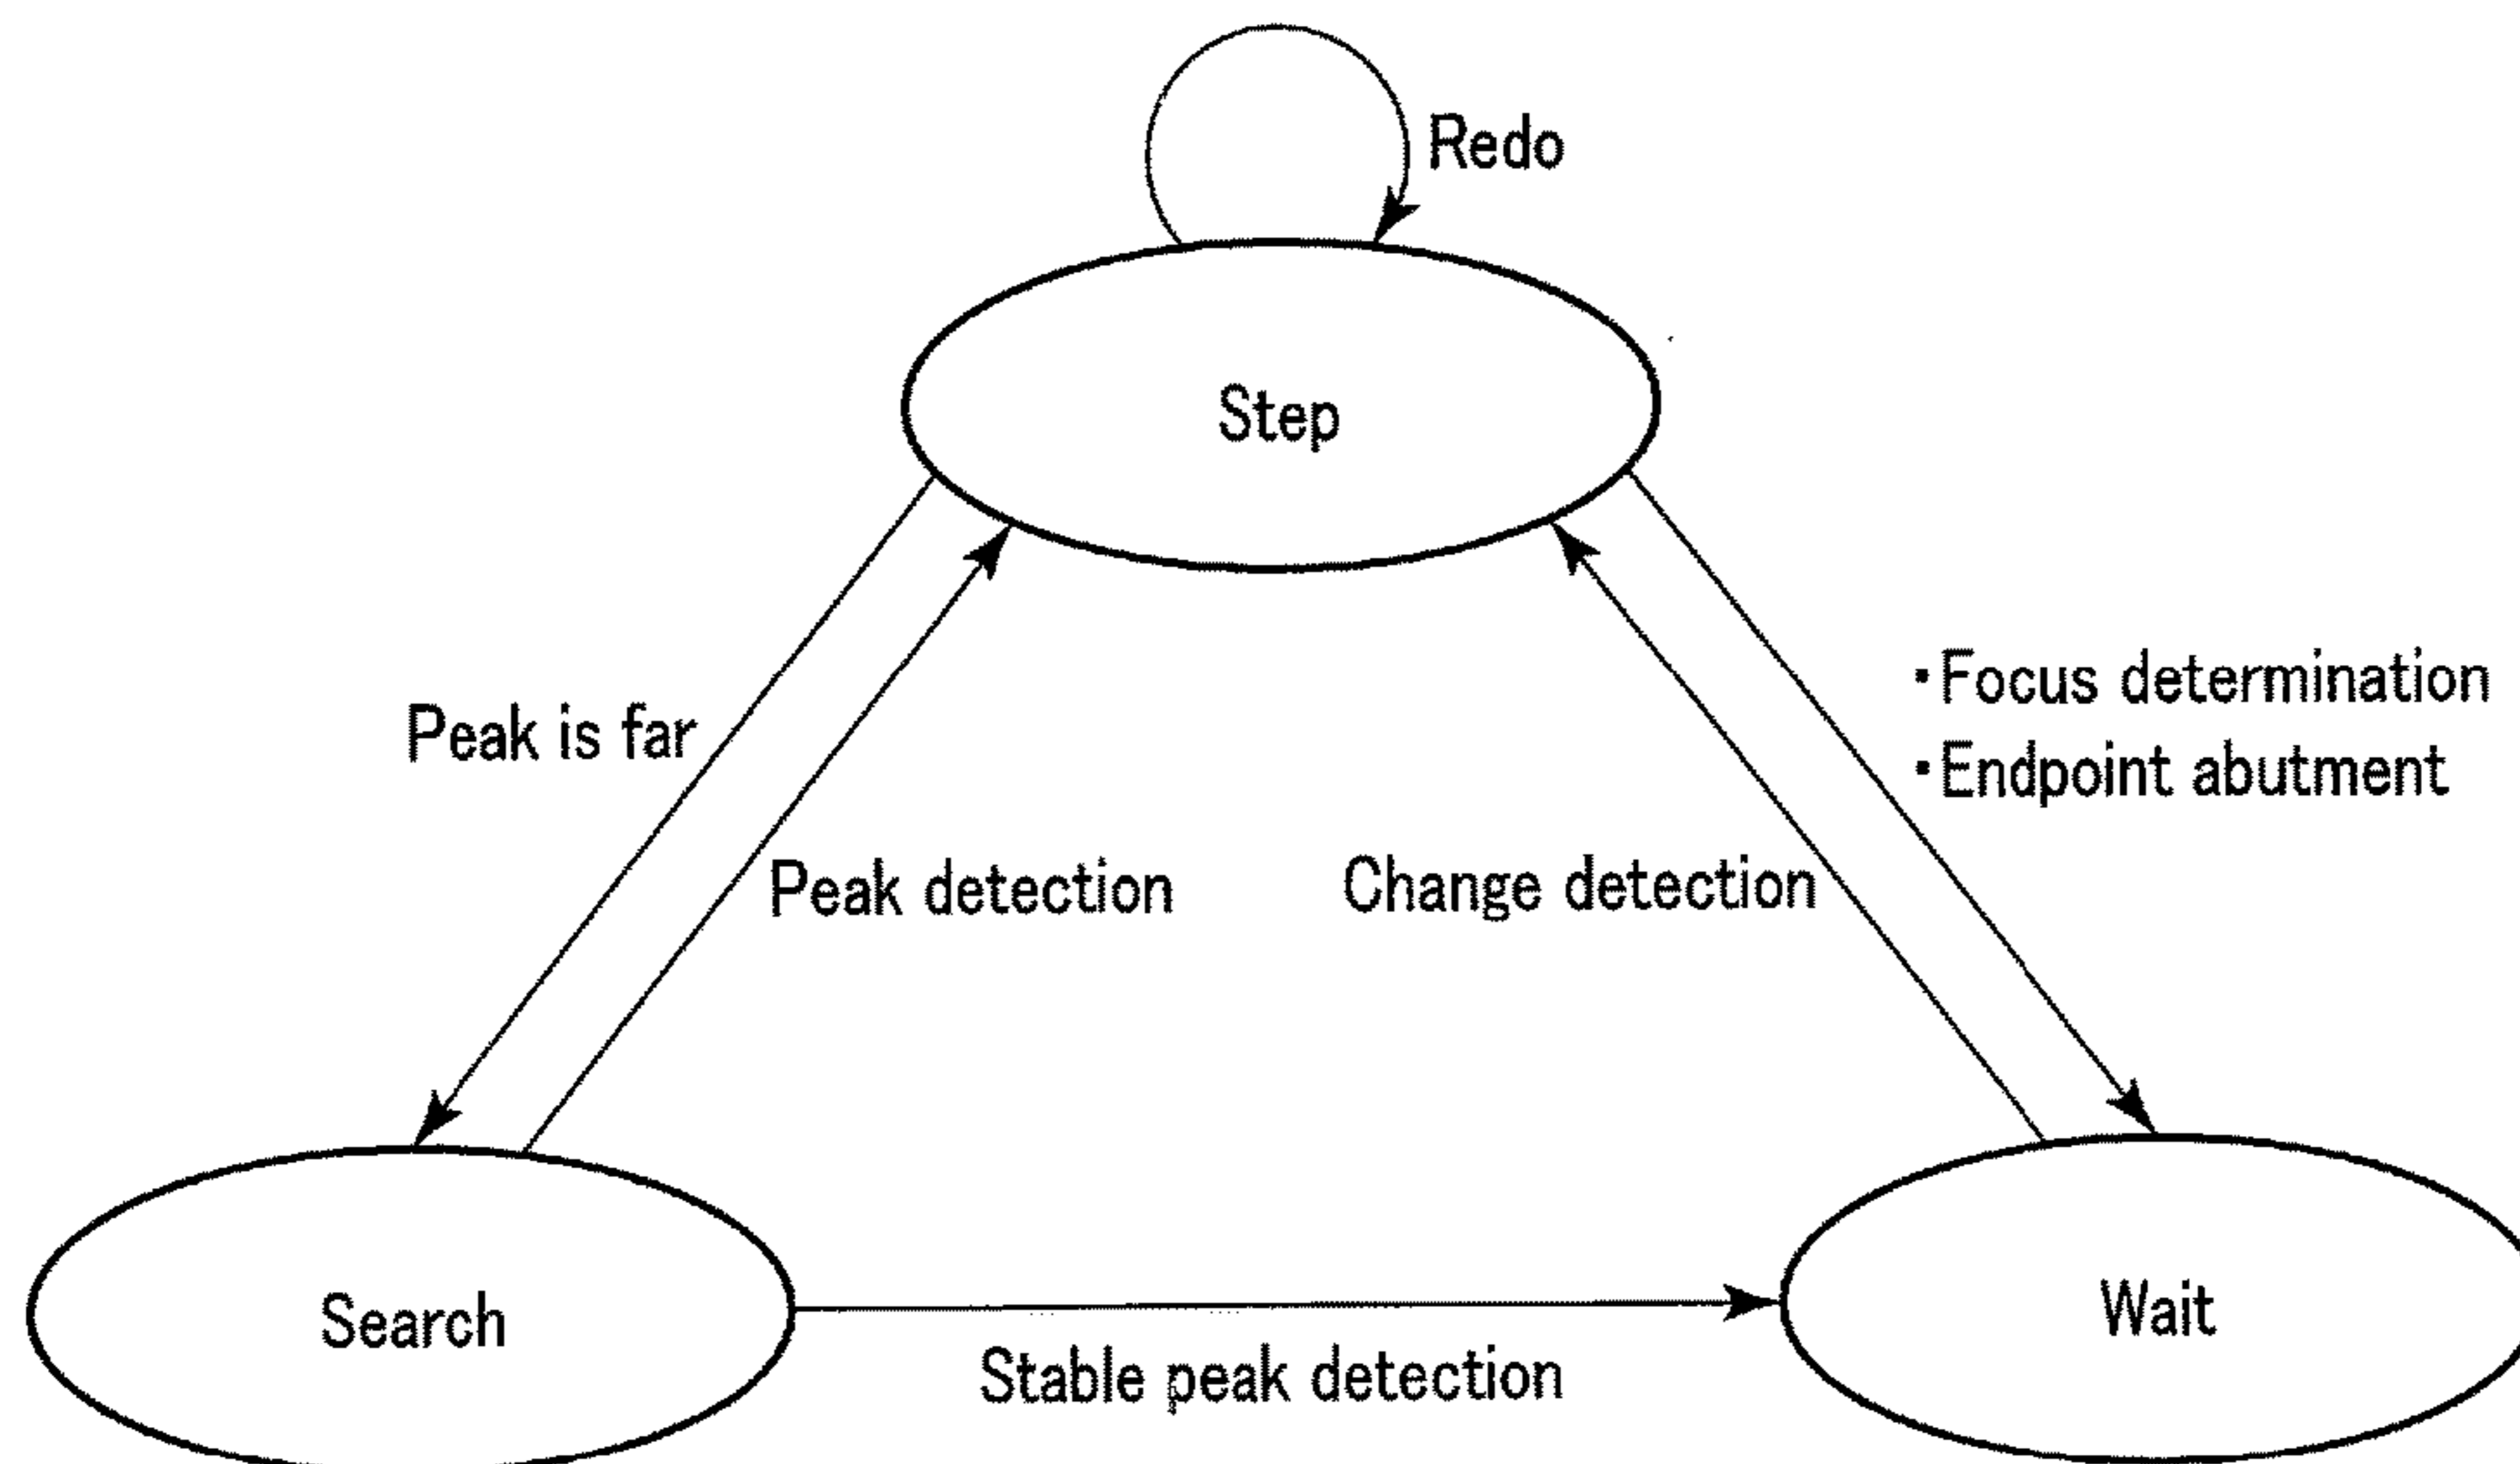 Redo
Step
・Focus determination
・Endpoint abutment
Peak is far
Peak detection
Change detection
Search
Wait
Stable peak detection